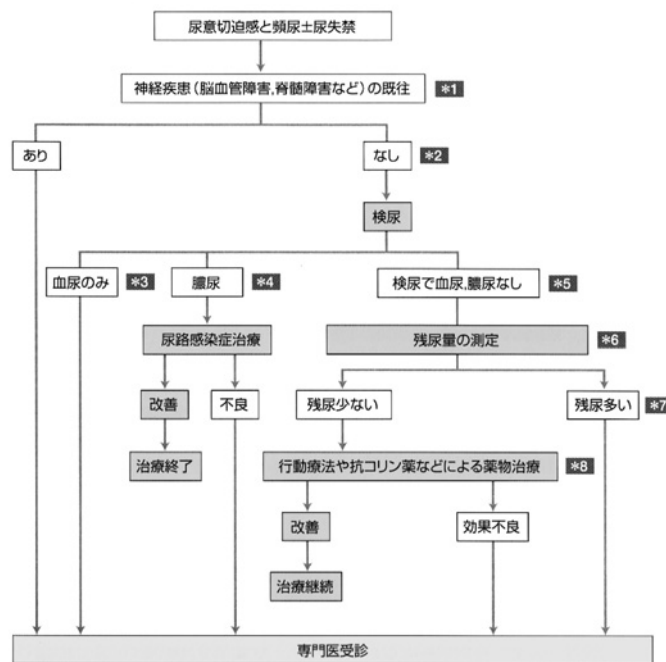 尿意切迫感と頻尿±尿失禁
神経疾患(脳血管障害,脊髄障害など)の既往 *1
あり
なし *2
検尿
血尿のみ *3
膿尿 *4
検尿で血尿,膿尿なし *5
尿路感染症治療
残尿量の測定 *6
改善
不良
残尿少ない
残尿多い *7
治療終了
行動療法や抗コリン薬などによる薬物治療 *8
改善
効果不良
治療継続
専門医受診